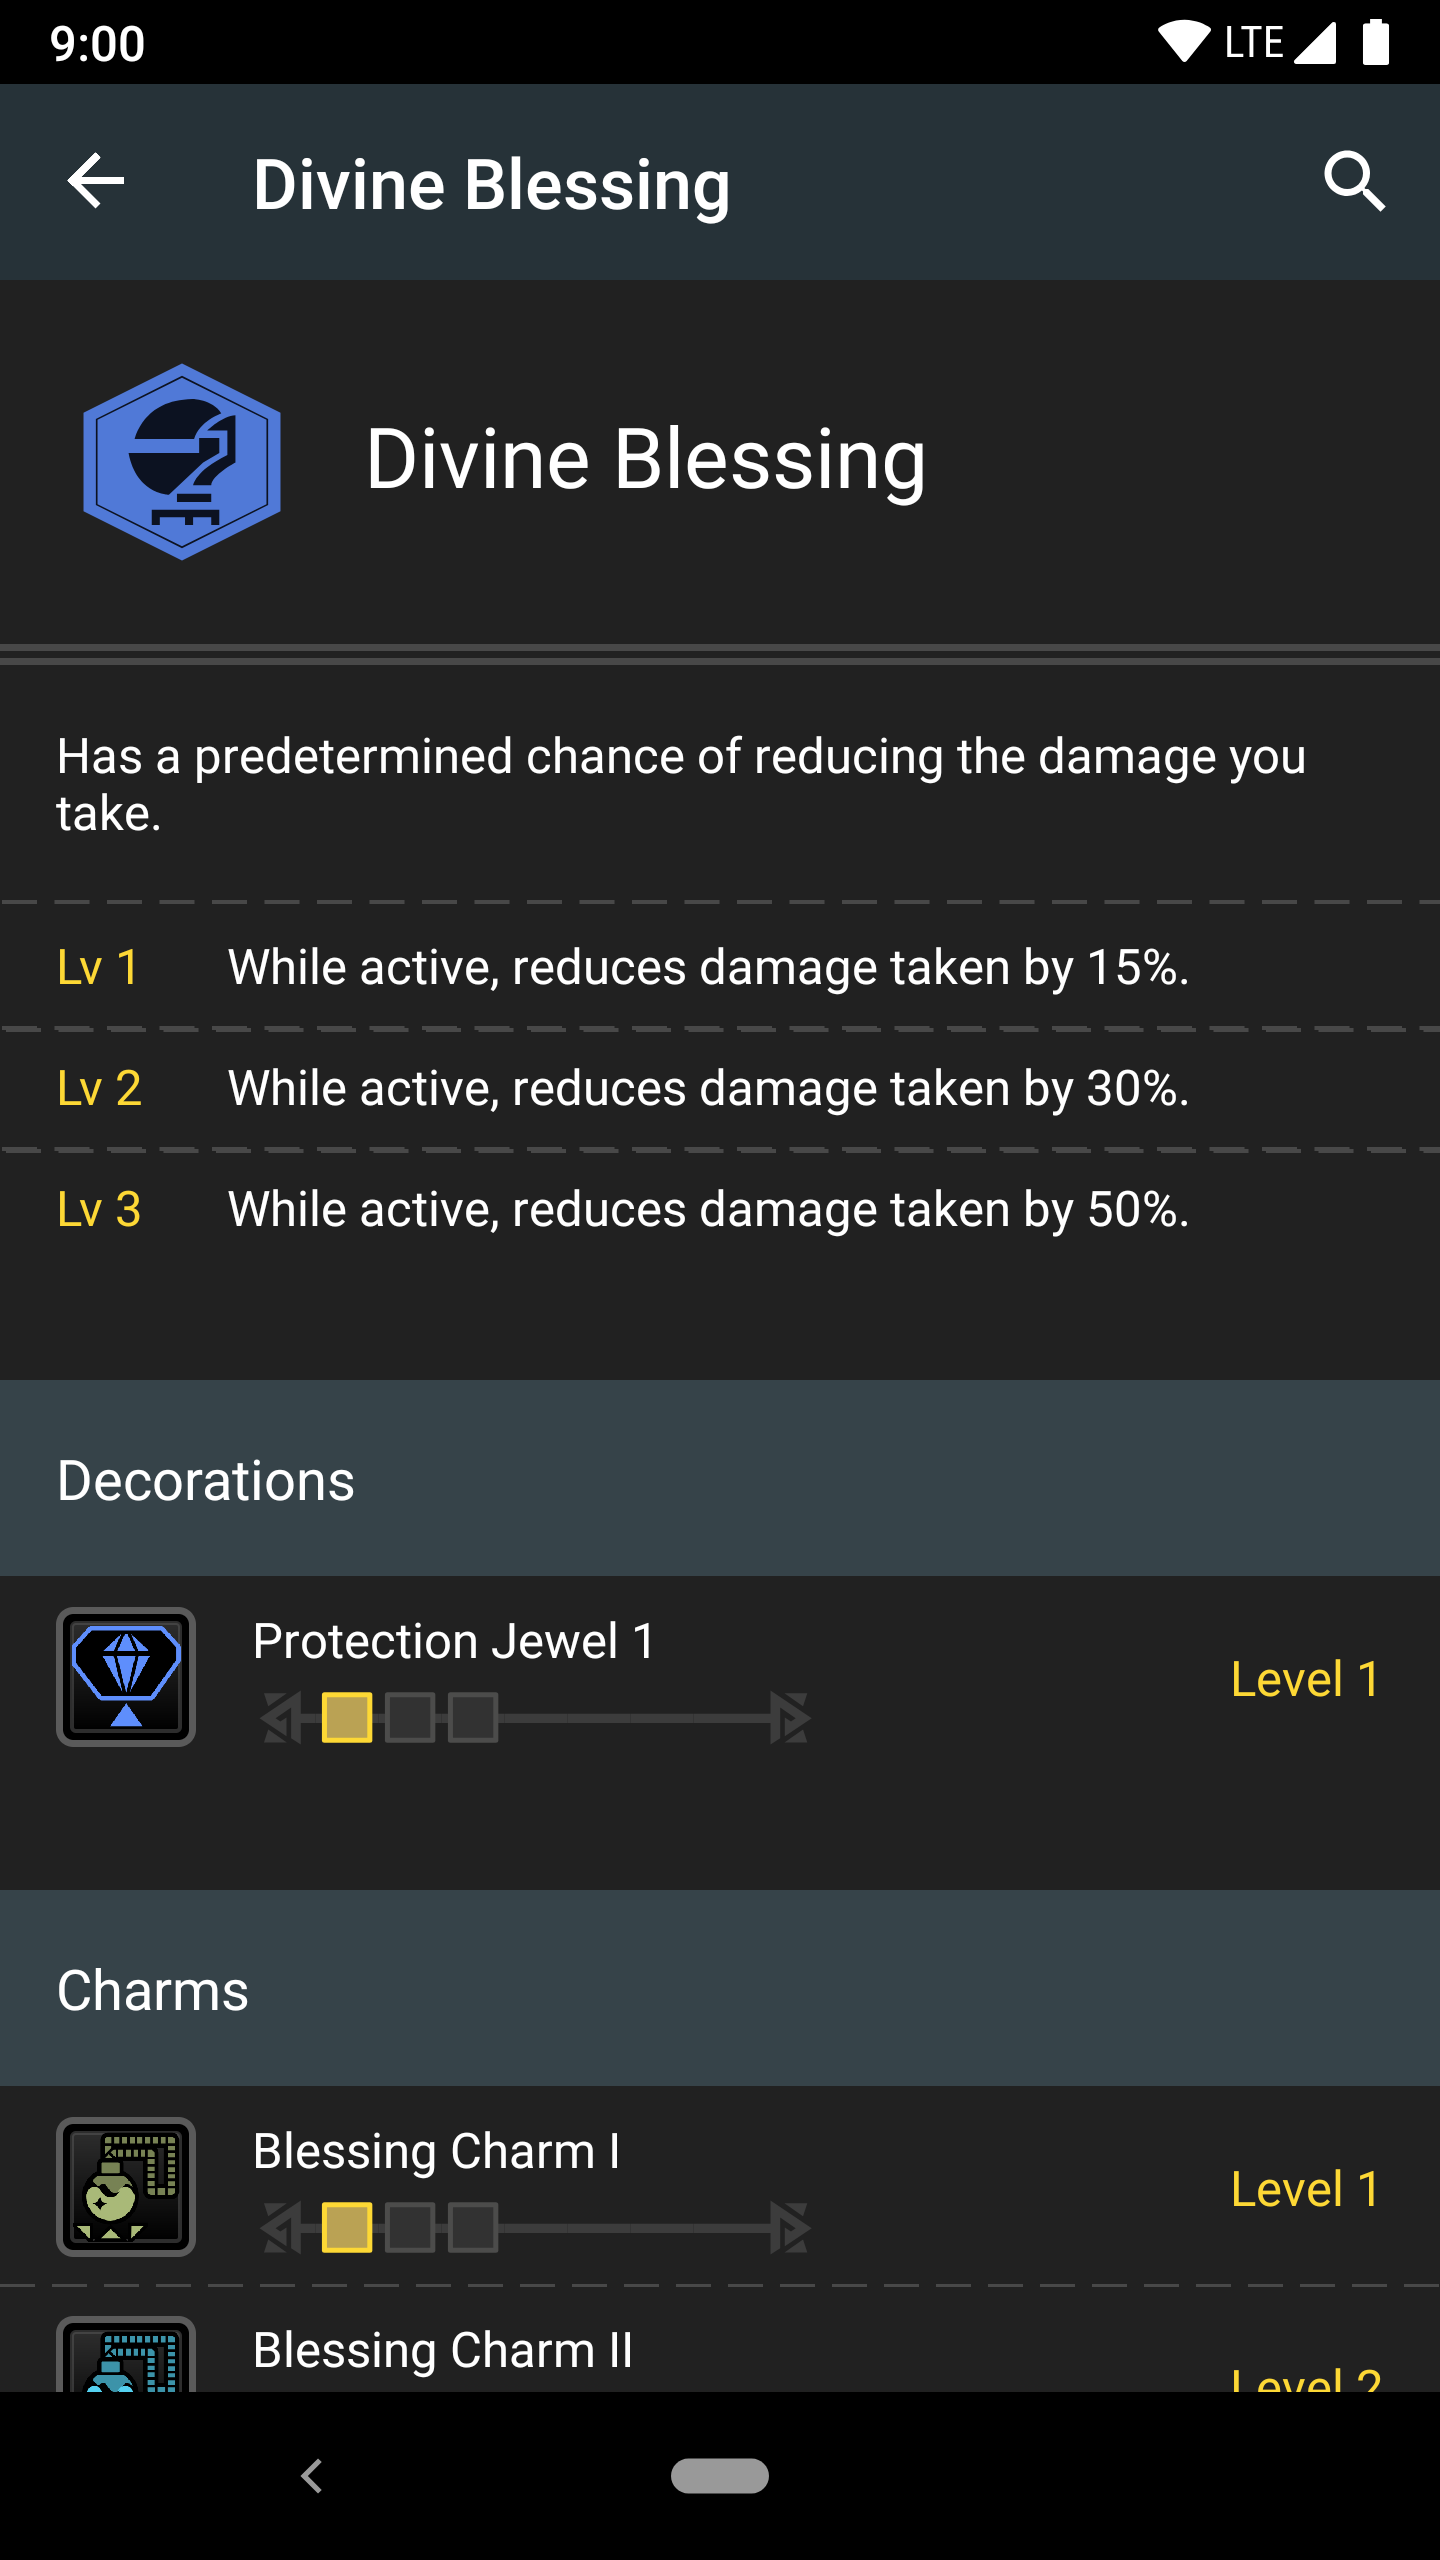 9:00
LTE
Divine Blessing
Divine Blessing
Has a predetermined chance of reducing the damage you
take.
Lv 1 While active, reduces damage taken by 15%.
Lv 2 While active, reduces damage taken by 30%.
Lv 3 While active, reduces damage taken by 50%.
Decorations
Protection Jewel 1
Level 1
Charms
Blessing Charm I
Level 1
Blessing Charm II
Level 2